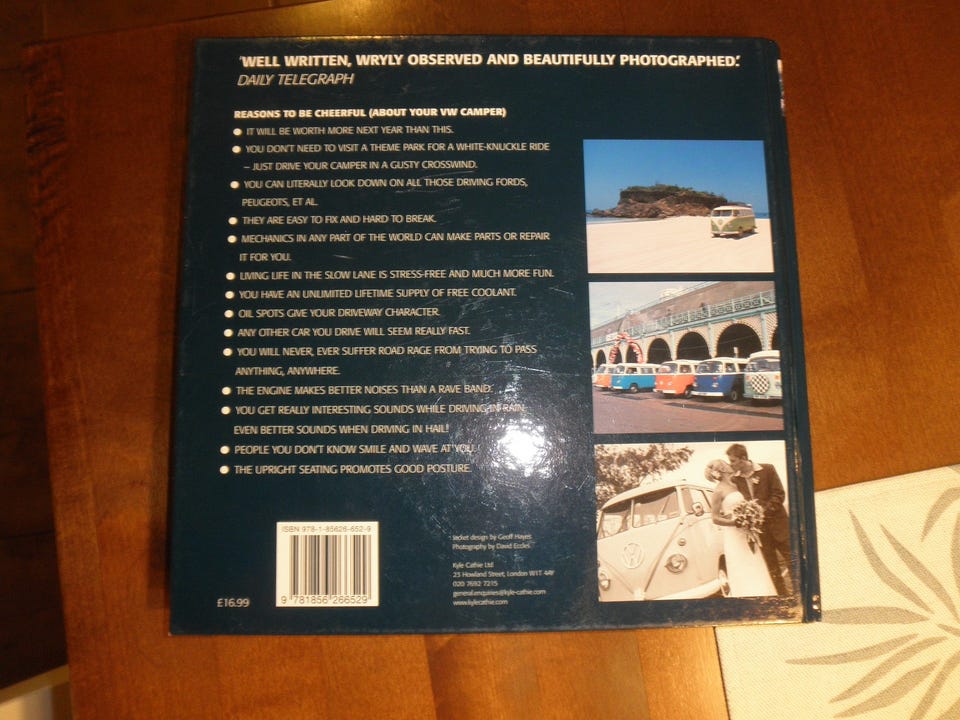 'WELL WRITTEN, WRYLY OBSERVED AND BEAUTIFULLY PHOTOGRAPHED.'
DAILY TELEGRAPH
REASONS TO BE CHEERFUL (ABOUT YOUR VW CAMPER)
● IT WILL BE WORTH MORE NEXT YEAR THAN THIS.
● YOU DON'T NEED TO VISIT A THEME PARK FOR A WHITE-KNUCKLE RIDE
– JUST DRIVE YOUR CAMPER IN A GUSTY CROSSWIND.
● YOU CAN LITERALLY LOOK DOWN ON ALL THOSE DRIVING FORDS,
PEUGEOTS, ET AL.
● THEY ARE EASY TO FIX AND HARD TO BREAK.
● MECHANICS IN ANY PART OF THE WORLD CAN MAKE PARTS OR REPAIR
IT FOR YOU.
● LIVING LIFE IN THE SLOW LANE IS STRESS-FREE AND MUCH MORE FUN.
● YOU HAVE AN UNLIMITED LIFETIME SUPPLY OF FREE COOLANT.
● OIL SPOTS GIVE YOUR DRIVEWAY CHARACTER.
● ANY OTHER CAR YOU DRIVE WILL SEEM REALLY FAST.
● YOU WILL NEVER, EVER SUFFER ROAD RAGE FROM TRYING TO PASS
ANYTHING, ANYWHERE.
● THE ENGINE MAKES BETTER NOISES THAN A RAVE BAND.
● YOU GET REALLY INTERESTING SOUNDS WHILE DRIVING IN RAIN.
EVEN BETTER SOUNDS WHEN DRIVING IN HAIL!
● PEOPLE YOU DON'T KNOW SMILE AND WAVE AT YOU.
● THE UPRIGHT SEATING PROMOTES GOOD POSTURE.
ISBN 978-1-85626-652-9
9 781856 266529
£16.99
Jacket design by Geoff Hayes
Photography by David Eccles
Kyle Cathie Ltd
23 Howland Street, London W1T 4AY
020 7692 7215
general.enquiries@kyle-cathie.com
www.kylecathie.com